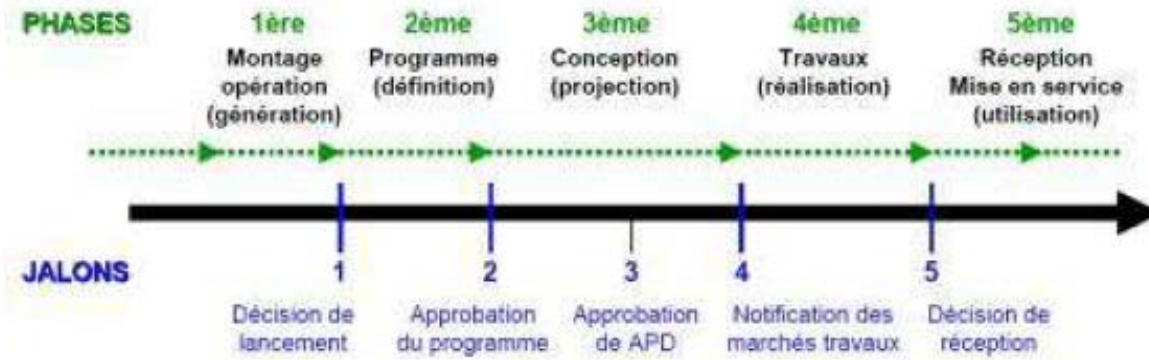 PHASES 1ère 2ème 3ème 4ème 5ème
Montage Programme Conception Travaux Réception
opération (définition) (projection) (réalisation) Mise en service
(génération) (utilisation)
JALONS 1 2 3 4 5
Décision de Approbation Approbation Notification des Décision de
lancement du programme de APD marchés travaux réception